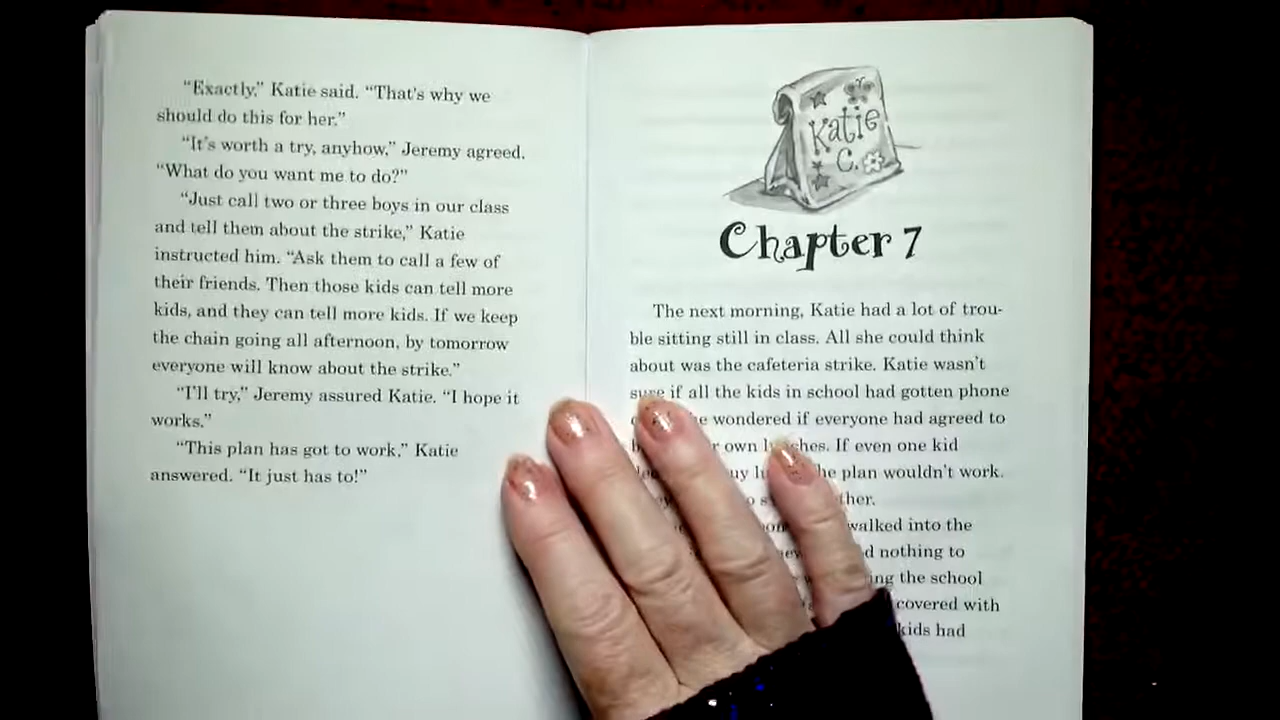 “Exactly,” Katie said. “That’s why we
should do this for her.”
“It’s worth a try, anyhow,” Jeremy agreed.
“What do you want me to do?”
“Just call two or three boys in our class
and tell them about the strike,” Katie
instructed him. “Ask them to call a few of
their friends. Then those kids can tell more
kids, and they can tell more kids. If we keep
the chain going all afternoon, by tomorrow
everyone will know about the strike.”
“I’ll try,” Jeremy assured Katie. “I hope it
works.”
“This plan has got to work,” Katie
answered. “It just has to!”
Katie
C.
Chapter 7
The next morning, Katie had a lot of trou-
ble sitting still in class. All she could think
about was the cafeteria strike. Katie wasn’t
sure if all the kids in school had gotten phone
wondered if everyone had agreed to
own lunches. If even one kid
plan wouldn’t work.
walked into the
nothing to
the school
covered with
kids had